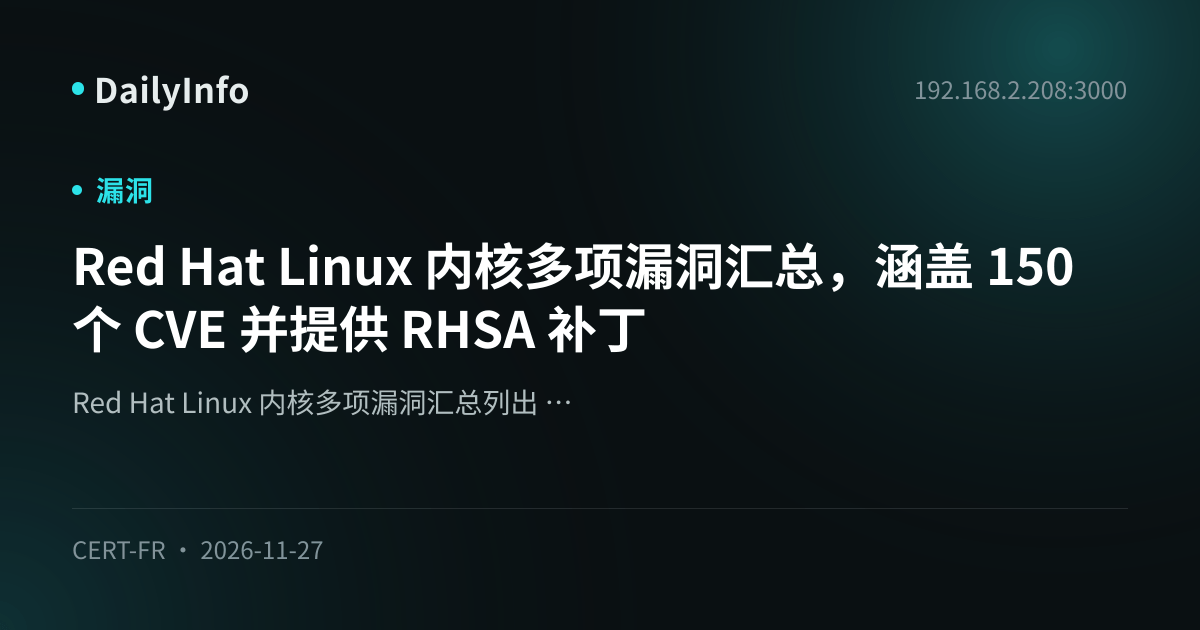 DailyInfo
192.168.2.208:3000
漏洞
Red Hat Linux 内核多项漏洞汇总，涵盖 150
个 CVE 并提供 RHSA 补丁
Red Hat Linux 内核多项漏洞汇总列出 …
CERT-FR • 2026-11-27